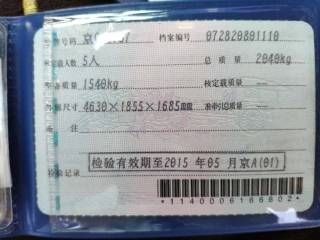 号牌号码 京 档案编号 072820801110
核定载人数 5人 总质量 2040kg
整备质量 1540kg 核定载质量
外廓尺寸 4630×1855×1685mm 准牵引总质量
备注
检验记录 检验有效期至2015年05月京A(01)
*1140006166802*